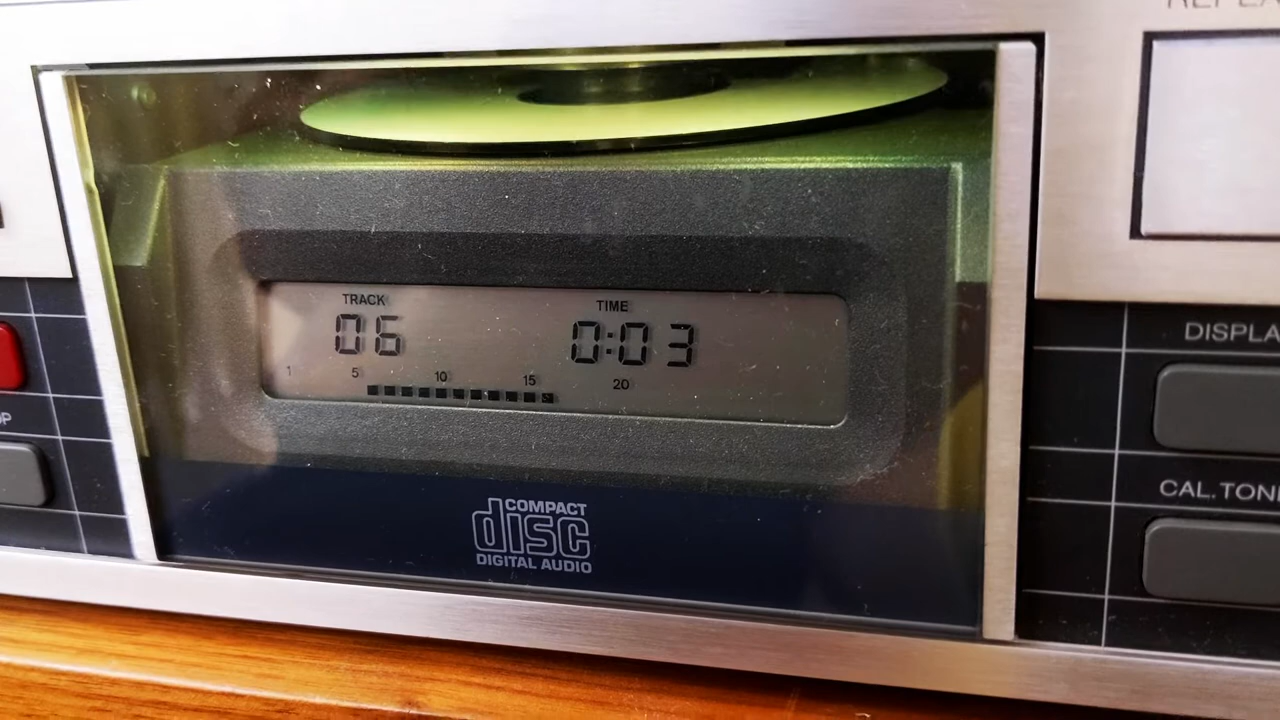 TRACK
TIME
06
0:03
1
5
10
15
20
COMPACT
disc
DIGITAL AUDIO
DISPLA
CAL. TON